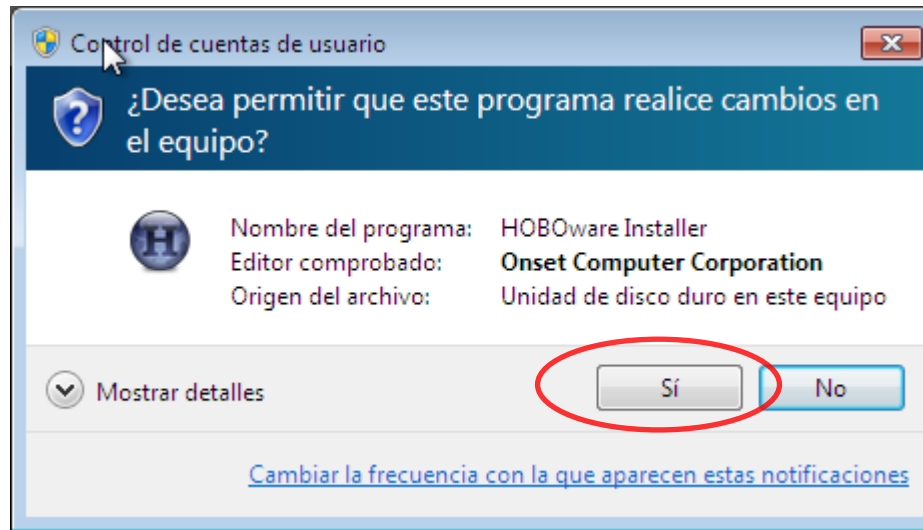 Control de cuentas de usuario
¿Desea permitir que este programa realice cambios en
el equipo?
H
Nombre del programa: HOBOware Installer
Editor comprobado: Onset Computer Corporation
Origen del archivo: Unidad de disco duro en este equipo
Mostrar detalles Sí No
Cambiar la frecuencia con la que aparecen estas notificaciones